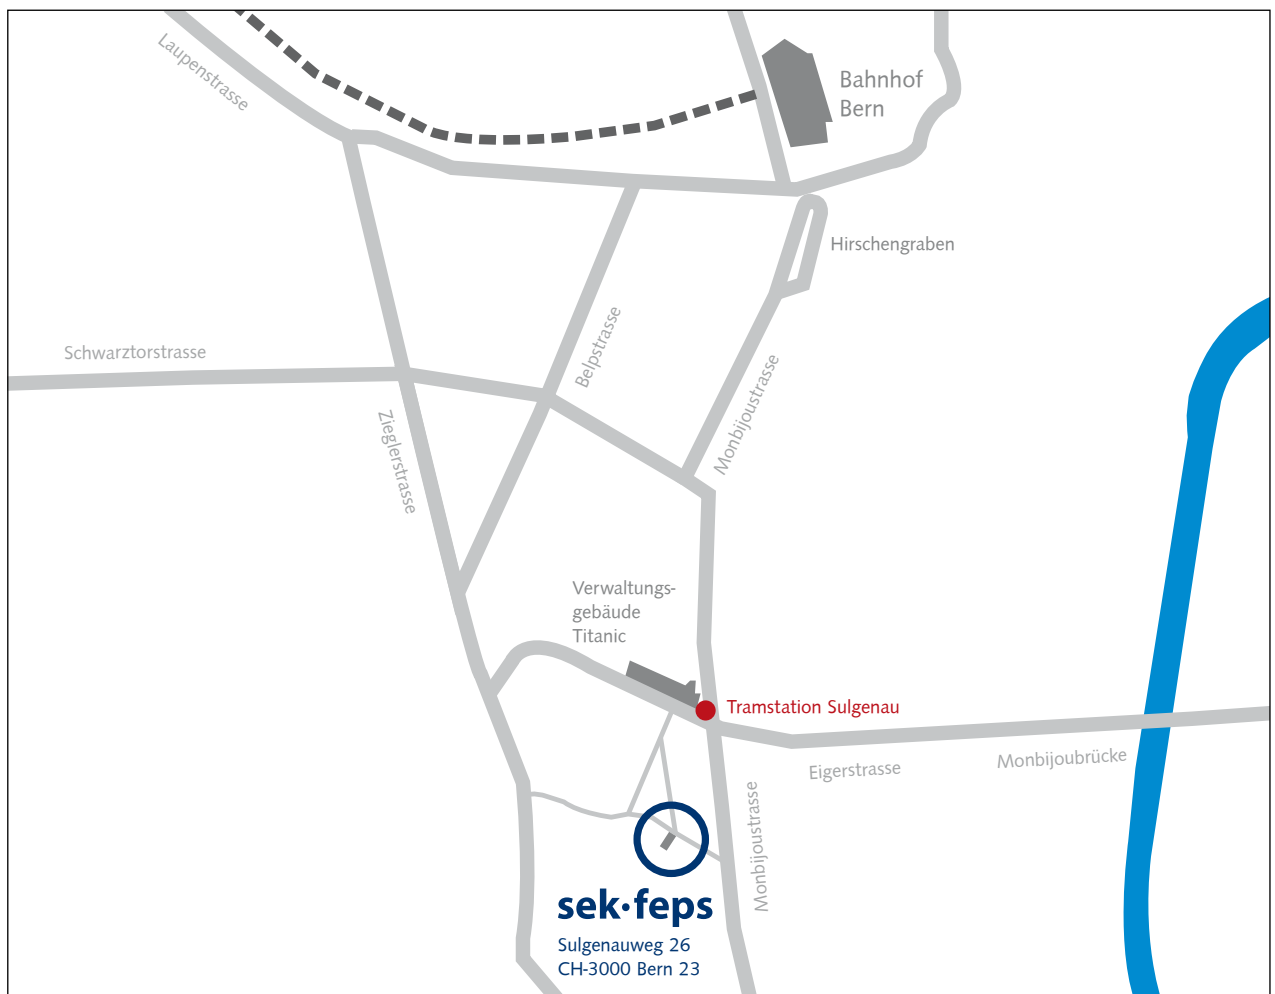 Laupenstrasse
Bahnhof
Bern
Hirschengraben
Schwarztorstrasse
Belpstrasse
Monbijoustrasse
Zieglerstrasse
Verwaltungs-
gebäude
Titanic
Tramstation Sulgenau
Eigerstrasse
Monbijoubrücke
Monbijoustrasse
sek·feps
Sulgenauweg 26
CH-3000 Bern 23